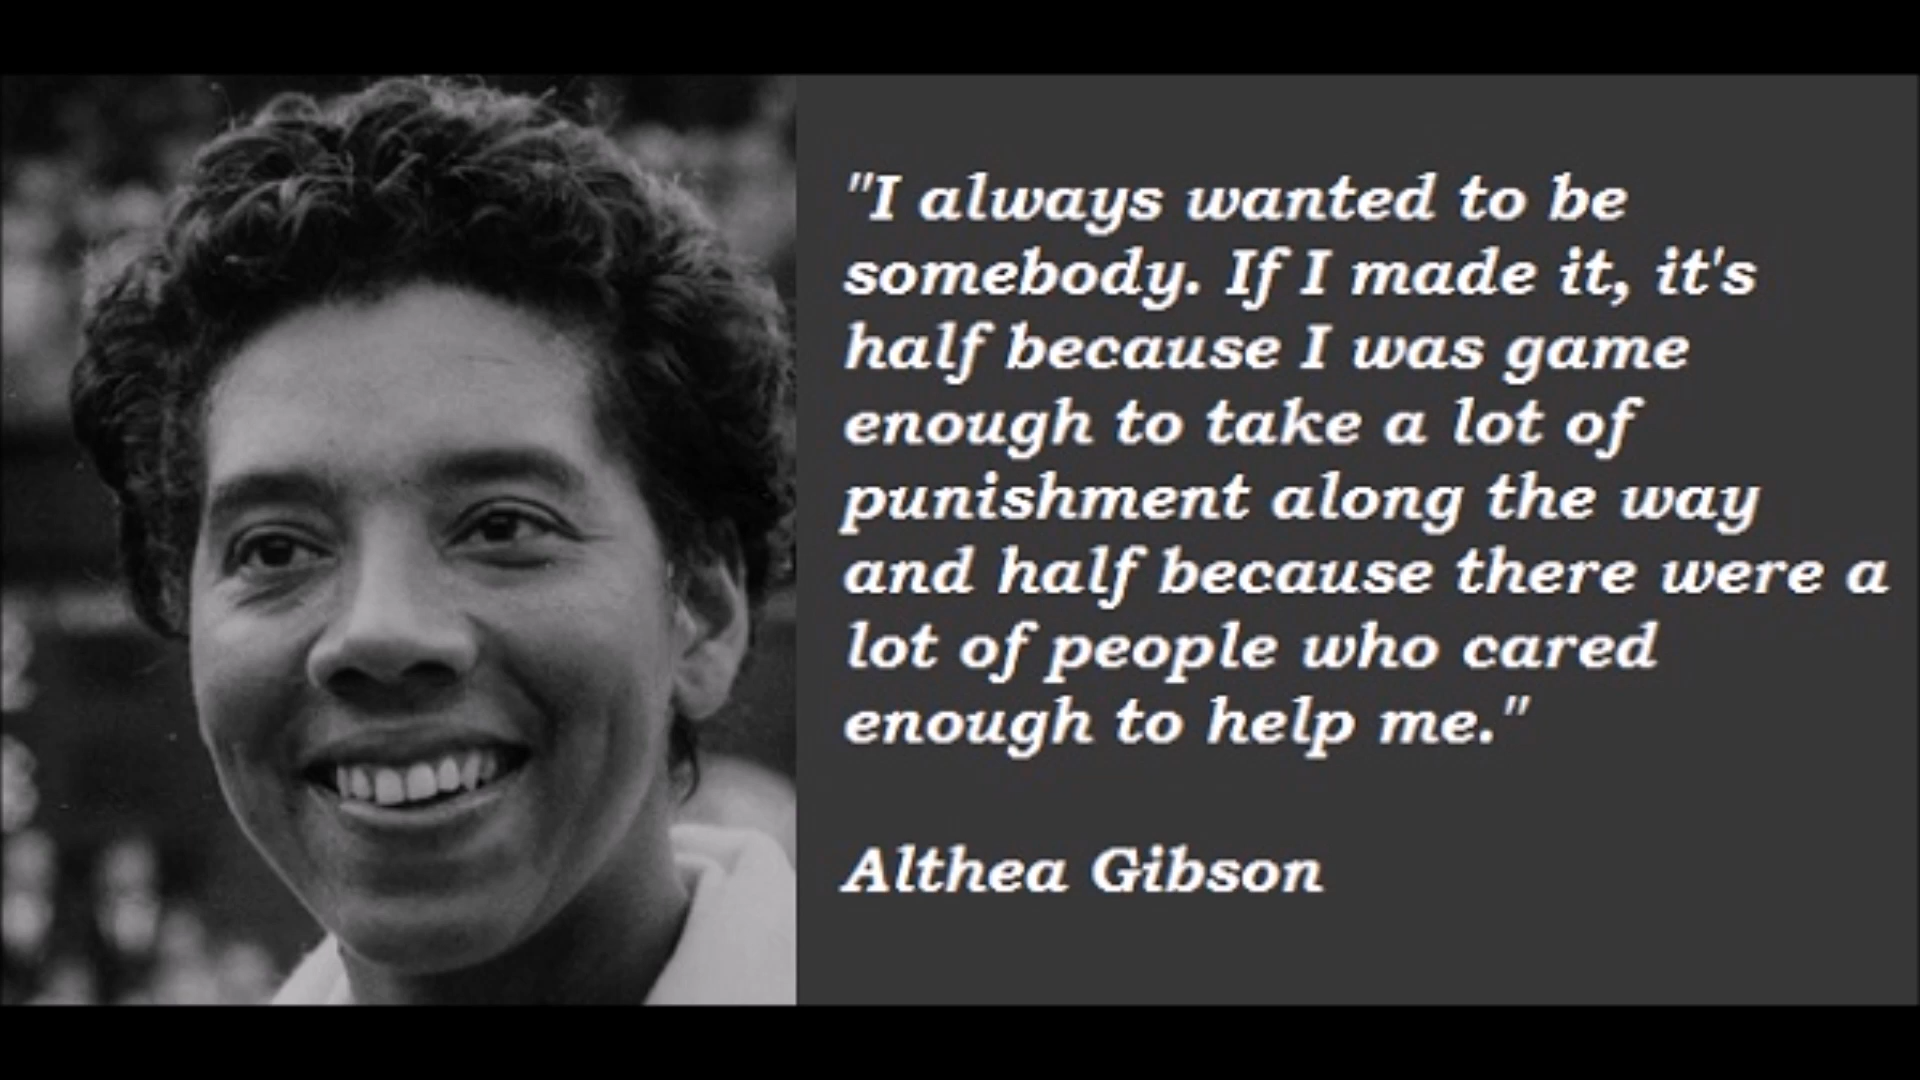 "I always wanted to be
somebody. If I made it, it's
half because I was game
enough to take a lot of
punishment along the way
and half because there were a
lot of people who cared
enough to help me."
Althea Gibson